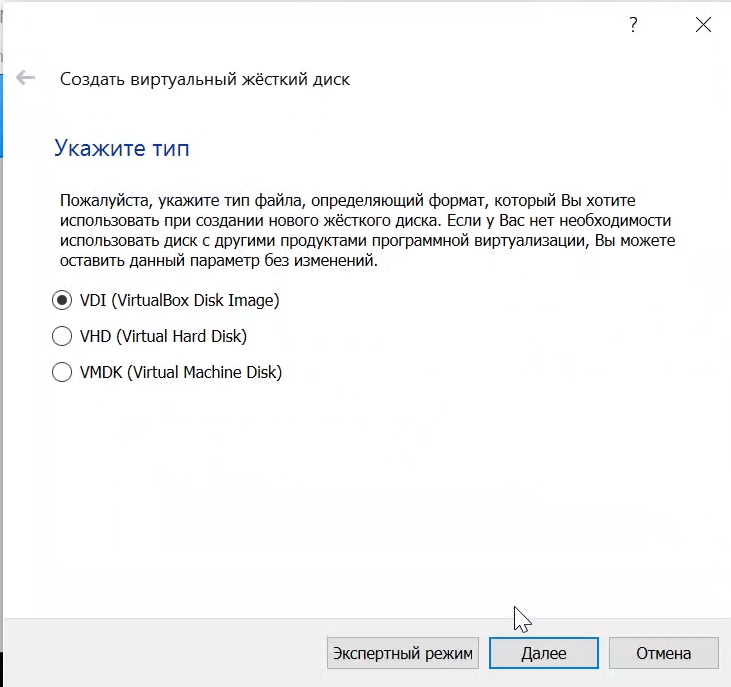 ?
Создать виртуальный жёсткий диск
Укажите тип
Пожалуйста, укажите тип файла, определяющий формат, который Вы хотите
использовать при создании нового жёсткого диска. Если у Вас нет необходимости
использовать диск с другими продуктами программной виртуализации, Вы можете
оставить данный параметр без изменений.
VDI (VirtualBox Disk Image)
VHD (Virtual Hard Disk)
VMDK (Virtual Machine Disk)
Экспертный режим Далее Отмена